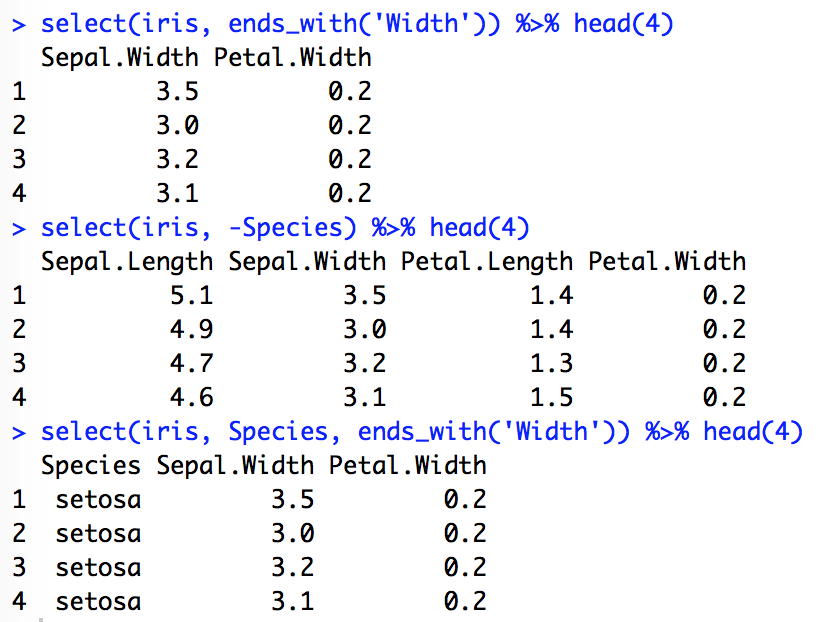 > select(iris, ends_with('Width')) %>% head(4)
  Sepal.Width Petal.Width
1         3.5         0.2
2         3.0         0.2
3         3.2         0.2
4         3.1         0.2
> select(iris, -Species) %>% head(4)
  Sepal.Length Sepal.Width Petal.Length Petal.Width
1          5.1         3.5          1.4         0.2
2          4.9         3.0          1.4         0.2
3          4.7         3.2          1.3         0.2
4          4.6         3.1          1.5         0.2
> select(iris, Species, ends_with('Width')) %>% head(4)
  Species Sepal.Width Petal.Width
1  setosa         3.5         0.2
2  setosa         3.0         0.2
3  setosa         3.2         0.2
4  setosa         3.1         0.2